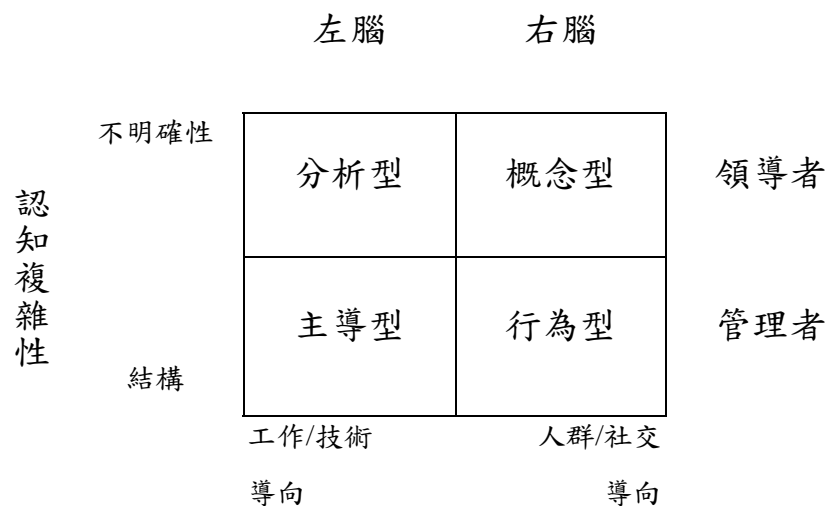 左腦 右腦
不明確性
分析型 概念型 領導者
認知複雜性
主導型 行為型 管理者
結構
工作/技術 人群/社交
導向 導向